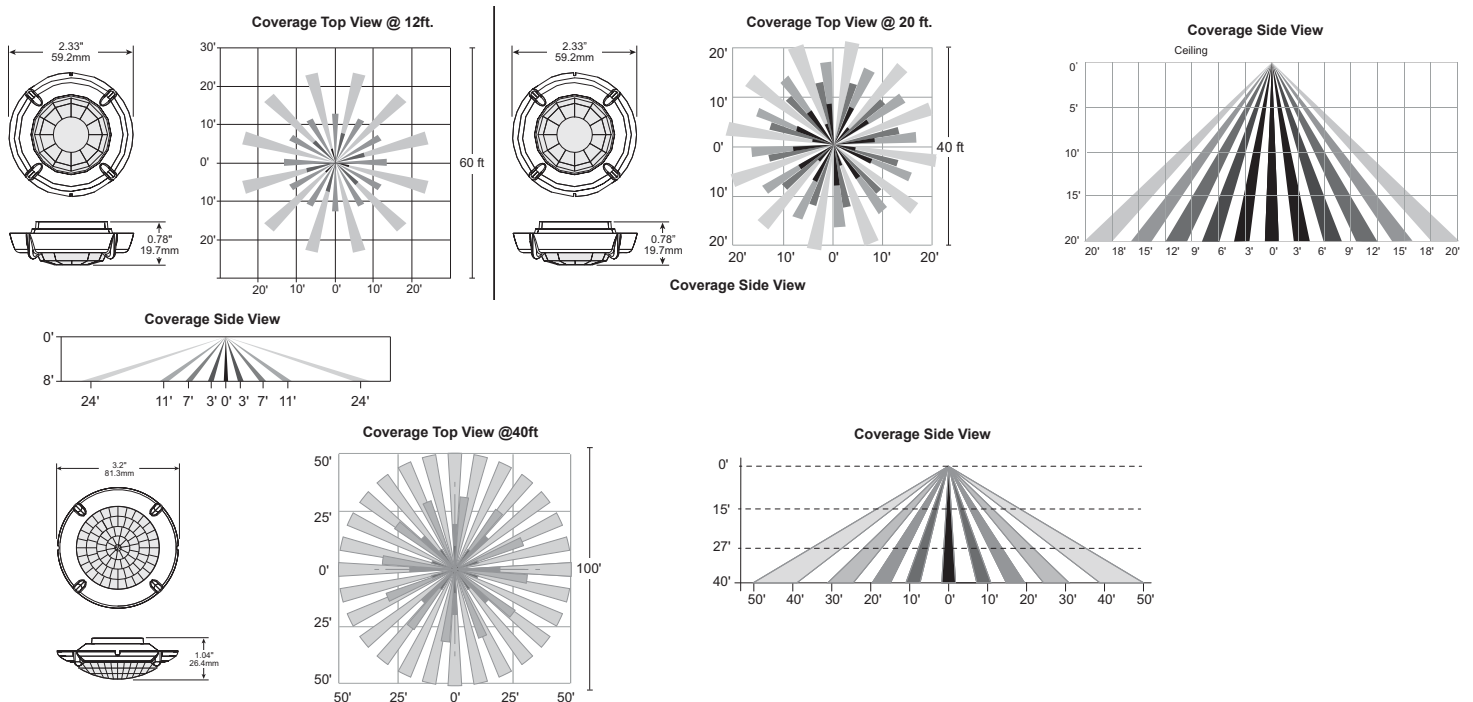 Coverage Top View @ 12ft.
2.33"
59.2mm
30'
20'
10'
0'
10'
20'
60 ft
20' 10' 0' 10' 20'
0.78"
19.7mm
Coverage Top View @ 20 ft.
2.33"
59.2mm
20'
10'
0'
10'
20'
40 ft
20' 10' 0' 10' 20'
0.78"
19.7mm
Coverage Side View
Coverage Side View
Ceiling
0'
5'
10'
15'
20'
20' 18' 15' 12' 9' 6' 3' 0' 3' 6' 9' 12' 15' 18' 20'
Coverage Side View
0'
8'
24' 11' 7' 3' 0' 3' 7' 11' 24'
Coverage Top View @40ft
3.2"
81.3mm
1.04"
26.4mm
50'
25'
0'
25'
50'
100'
50' 25' 0' 25' 50'
Coverage Side View
0'
15'
27'
40'
50' 40' 30' 20' 10' 0' 10' 20' 30' 40' 50'